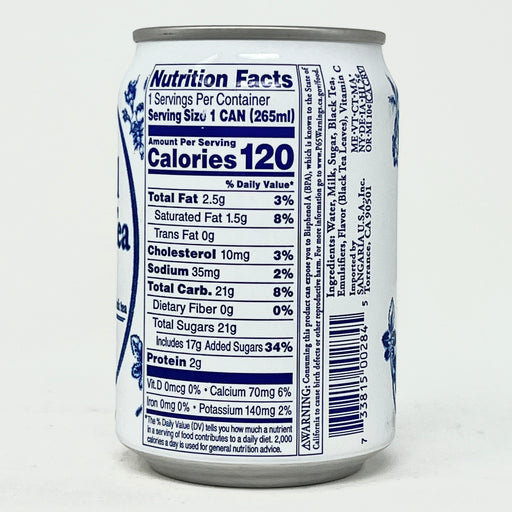 Nutrition Facts
1 Servings Per Container
Serving Size 1 CAN (265ml)
Amount Per Serving
Calories 120
% Daily Value*
Total Fat 2.5g 3%
Saturated Fat 1.5g 8%
Trans Fat 0g
Cholesterol 10mg 3%
Sodium 35mg 2%
Total Carb. 21g 8%
Dietary Fiber 0g 0%
Total Sugars 21g
Includes 17g Added Sugars 34%
Protein 2g
Vit.D 0mcg 0% • Calcium 70mg 6%
Iron 0mg 0% • Potassium 140mg 2%
*The % Daily Value (DV) tells you how much a nutrient
in a serving of food contributes to a daily diet. 2,000
calories a day is used for general nutrition advice.
⚠WARNING: Consuming this product can expose you to Bisphenol A (BPA), which is known to the State of
California to cause birth defects or other reproductive harm. For more information go to www.P65Warnings.ca.gov/food.
Ingredients: Water, Milk, Sugar, Black Tea,
Emulsifiers, Flavor (Black Tea Leaves), Vitamin C
Imported by
SANGARIA U.S.A., Inc.
Torrance, CA 90501
ME·VT·CT·MA·
NY·DE·IA·HI 5¢
OR·MI 10¢ CA CRV
7 33815 00284 5